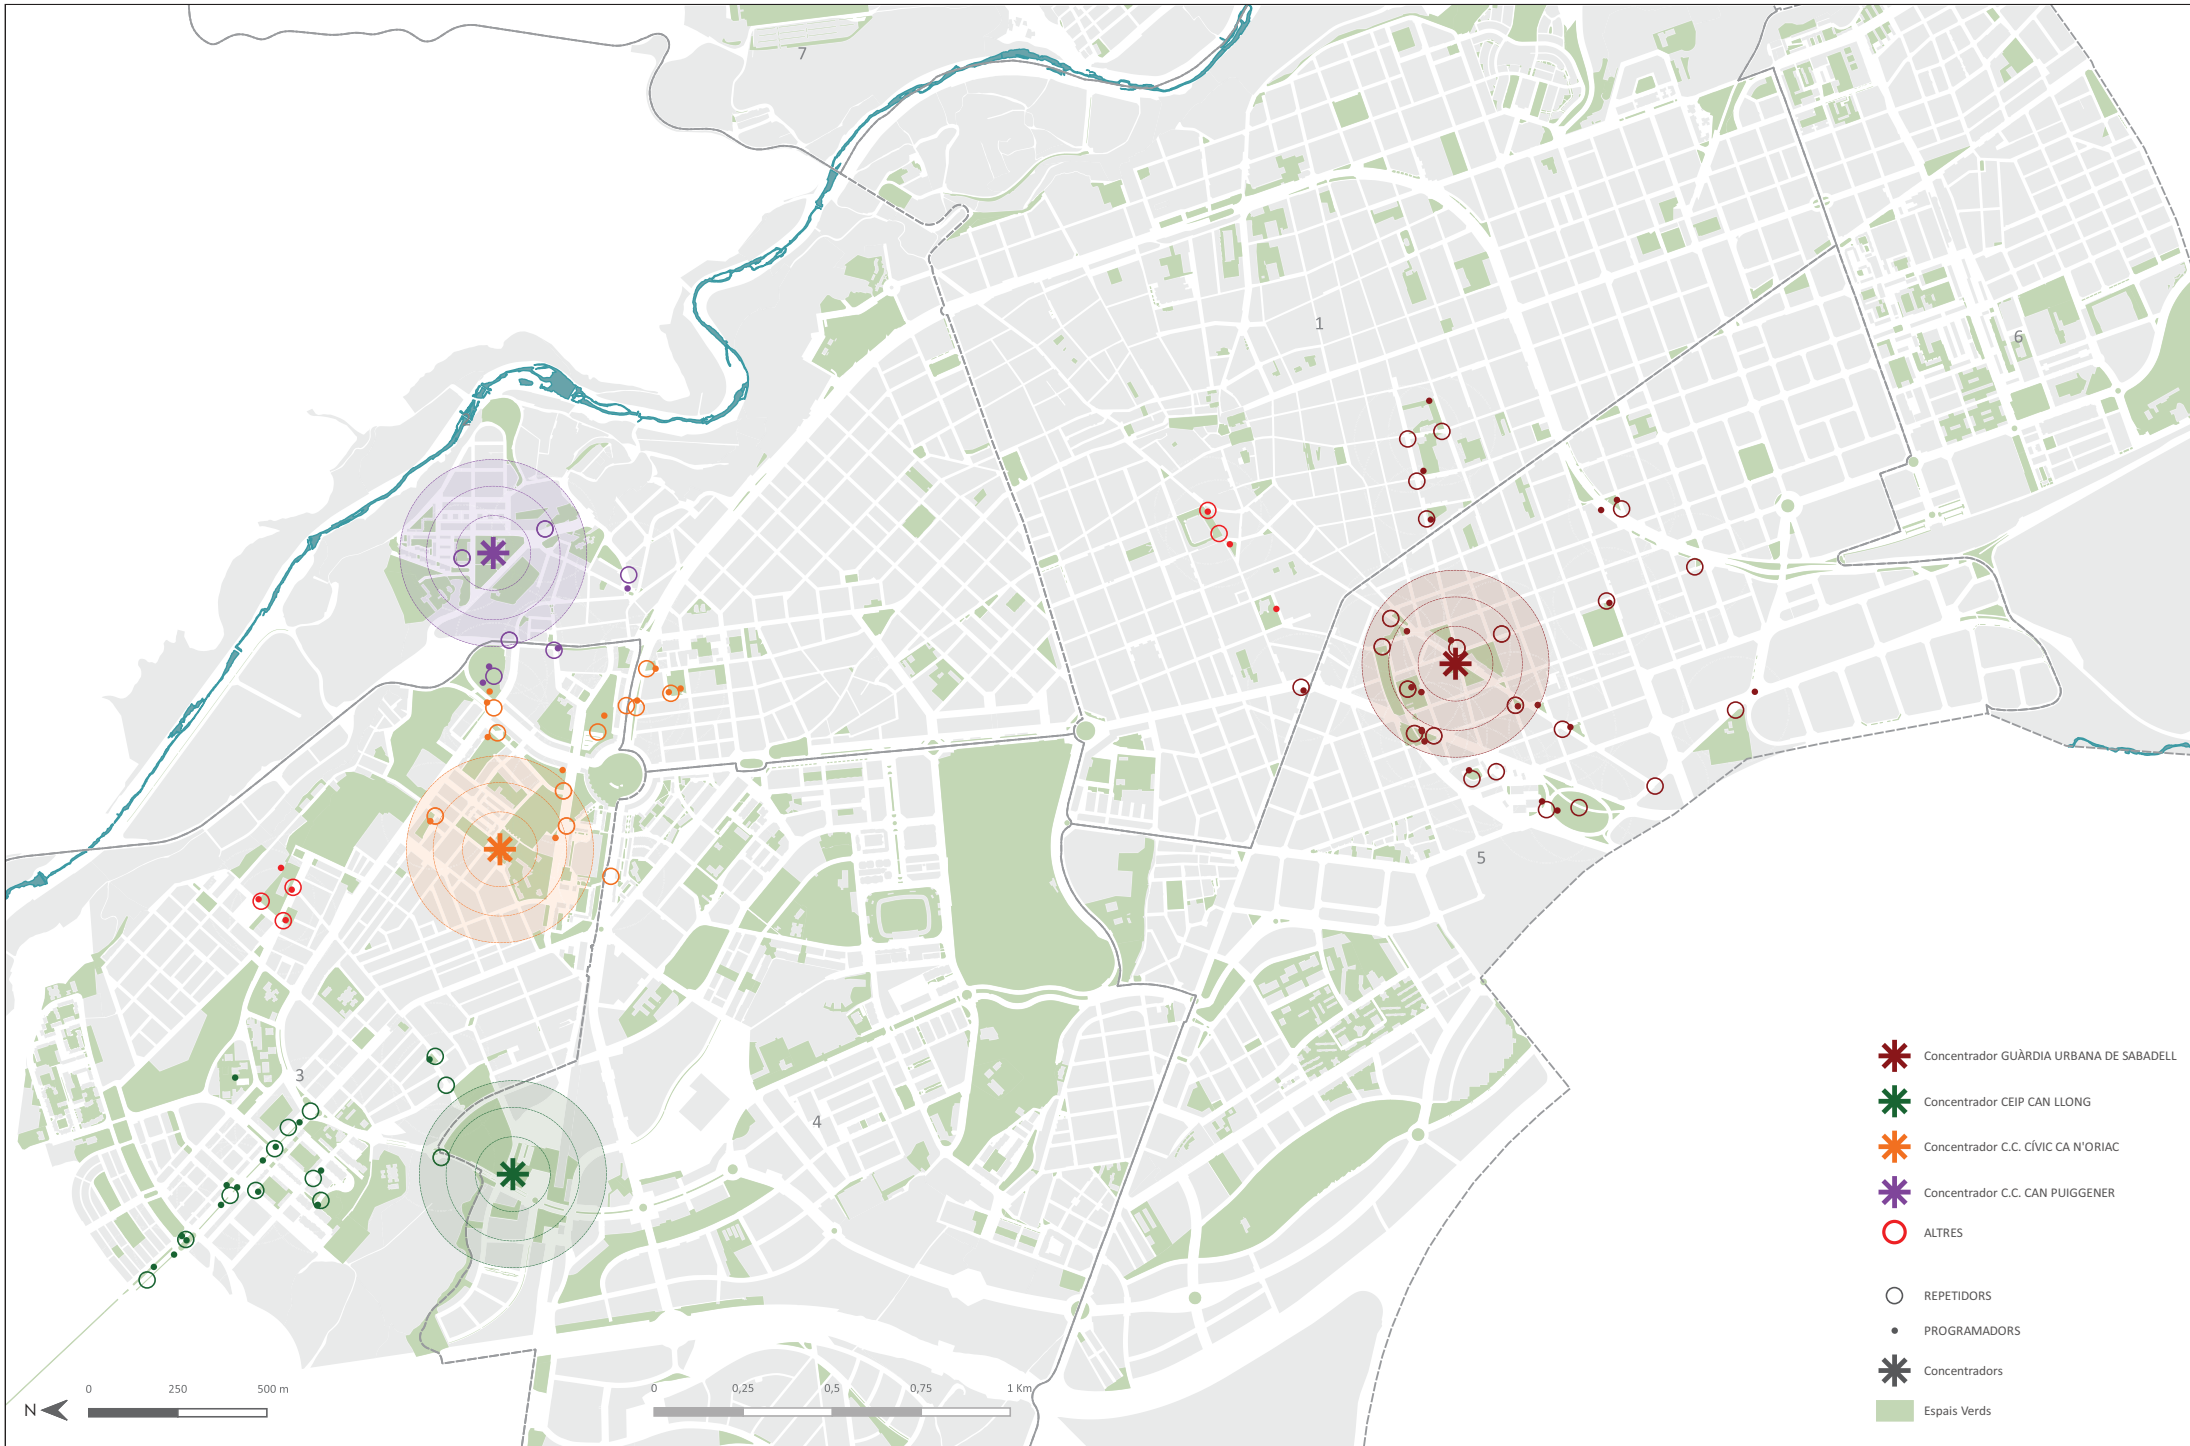 7
1
6
5
3
4
Concentrador GUÀRDIA URBANA DE SABADELL
Concentrador CEIP CAN LLONG
Concentrador C.C. CÍVIC CA N'ORIAC
Concentrador C.C. CAN PUIGGENER
ALTRES
REPETIDORS
PROGRAMADORS
Concentradors
Espais Verds
N
0 250 500 m
0 0,25 0,5 0,75 1 Km